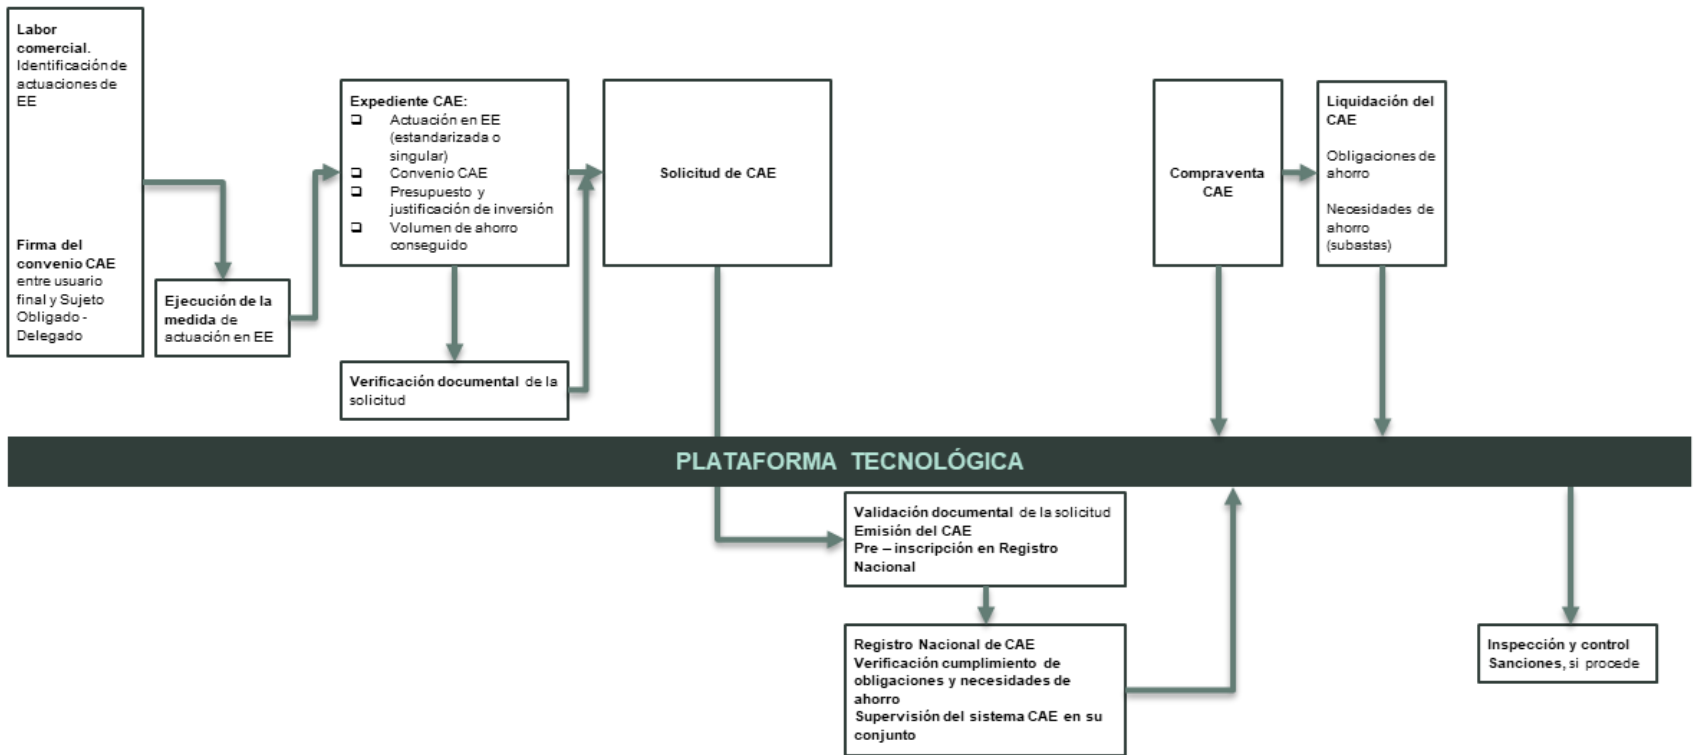 Labor
comercial.
Identificación de
actuaciones de
EE
Firma del
convenio CAE
entre usuario
final y Sujeto
Obligado -
Delegado
Ejecución de la
medida de
actuación en EE
Expediente CAE:
Actuación en EE
(estandarizada o
singular)
Convenio CAE
Presupuesto y
justificación de inversión
Volumen de ahorro
conseguido
Verificación documental de la
solicitud
Solicitud de CAE
Compraventa
CAE
Liquidación del
CAE
Obligaciones de
ahorro
Necesidades de
ahorro
(subastas)
PLATAFORMA TECNOLÓGICA
Validación documental de la solicitud
Emisión del CAE
Pre – inscripción en Registro
Nacional
Registro Nacional de CAE
Verificación cumplimiento de
obligaciones y necesidades de
ahorro
Supervisión del sistema CAE en su
conjunto
Inspección y control
Sanciones, si procede